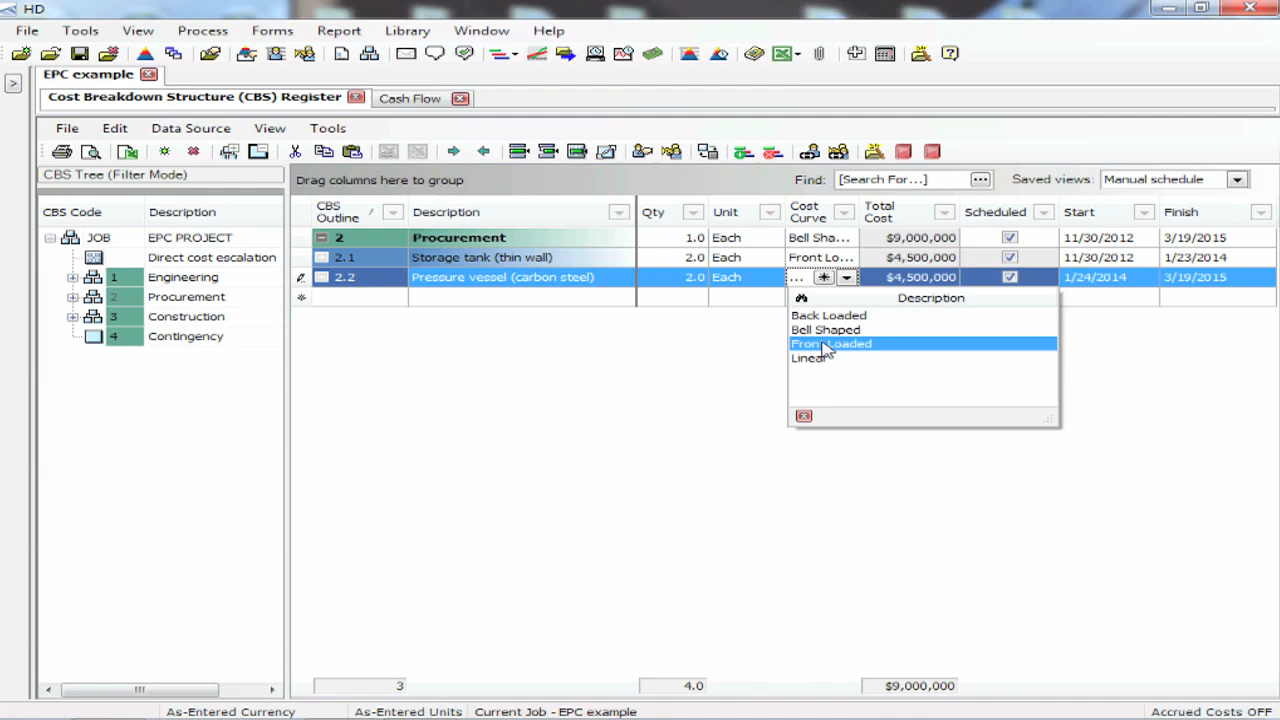 HD
File Tools View Process Forms Report Library Window Help
EPC example
Cost Breakdown Structure (CBS) Register Cash Flow
File Edit Data Source View Tools
CBS Tree (Filter Mode)
Drag columns here to group Find: [Search For...] Saved views: Manual schedule
CBS Code Description
CBS Outline Description Qty Unit Cost Curve Total Cost Scheduled Start Finish
JOB EPC PROJECT
Direct cost escalation
1 Engineering
2 Procurement
3 Construction
4 Contingency
2 Procurement 1.0 Each Bell Sha... $9,000,000 11/30/2012 3/19/2015
2.1 Storage tank (thin wall) 2.0 Each Front Lo... $4,500,000 11/30/2012 1/23/2014
2.2 Pressure vessel (carbon steel) 2.0 Each ... $4,500,000 1/24/2014 3/19/2015
Description
Back Loaded
Bell Shaped
Front Loaded
Linear
3 4.0 $9,000,000
As-Entered Currency As-Entered Units Current Job - EPC example Accrued Costs OFF